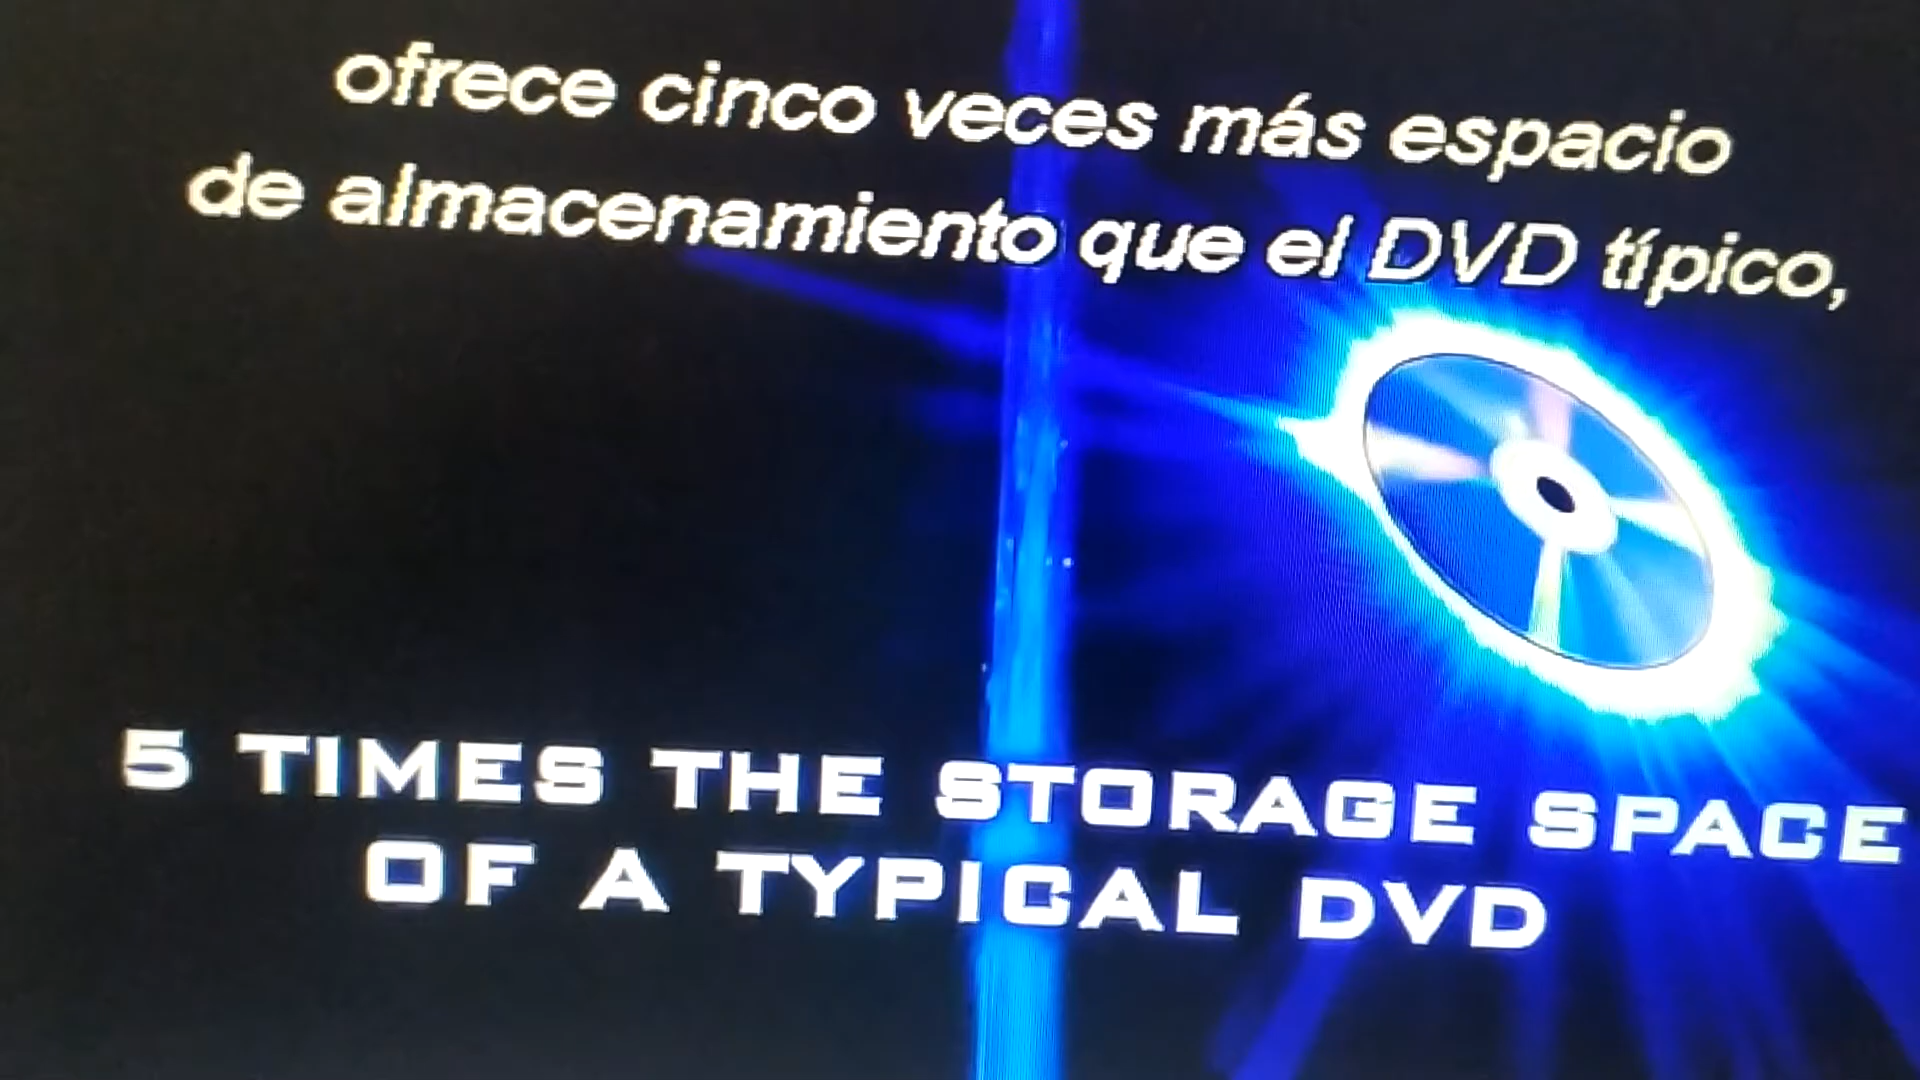 ofrece cinco veces más espacio
de almacenamiento que el DVD típico,
5 TIMES THE STORAGE SPACE
OF A TYPICAL DVD